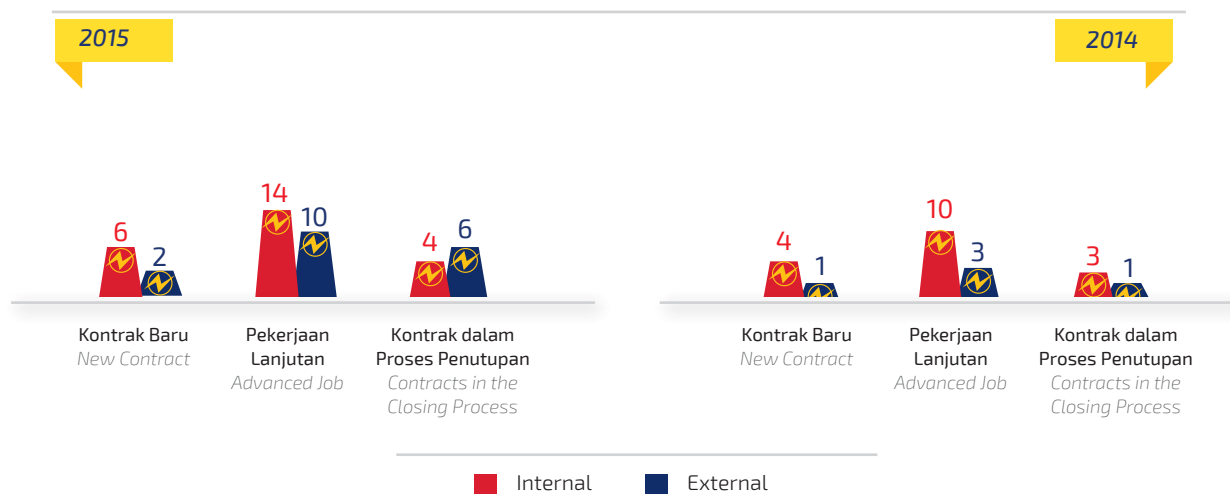 2015
2014
6
2
14
10
4
6
4
1
10
3
3
1
Kontrak Baru
New Contract
Pekerjaan
Lanjutan
Advanced Job
Kontrak dalam
Proses Penutupan
Contracts in the
Closing Process
Kontrak Baru
New Contract
Pekerjaan
Lanjutan
Advanced Job
Kontrak dalam
Proses Penutupan
Contracts in the
Closing Process
Internal
External